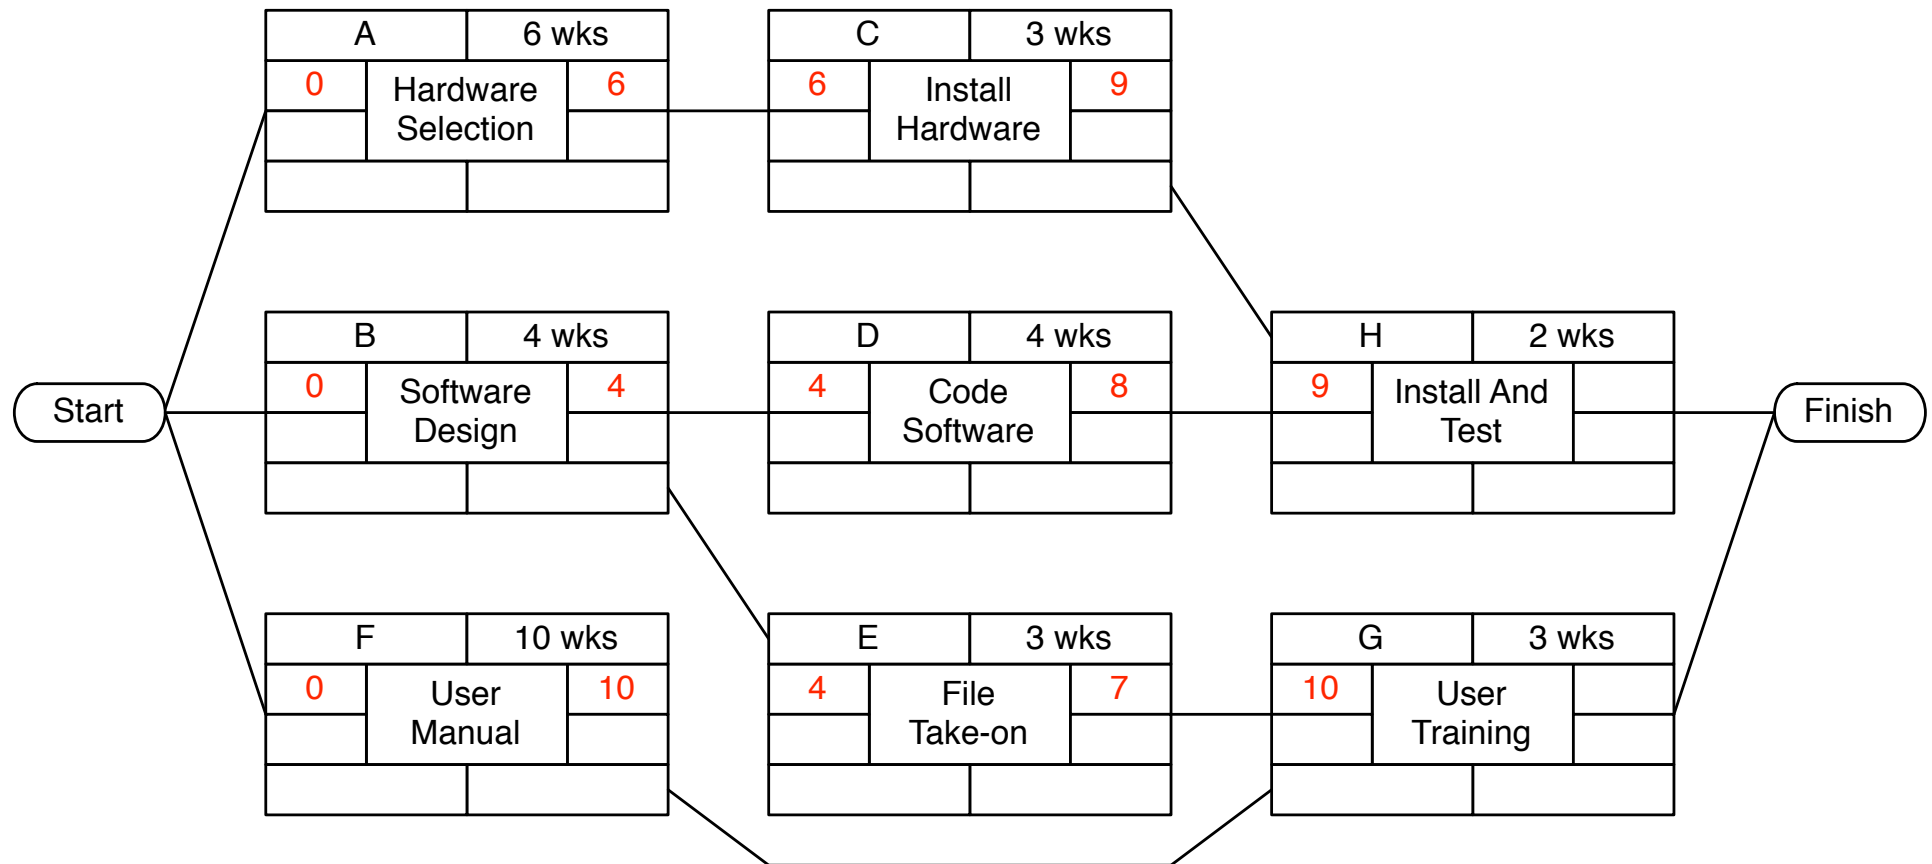 A 6 wks
0 Hardware 6
Selection
C 3 wks
6 Install 9
Hardware
B 4 wks
0 Software 4
Design
D 4 wks
4 Code 8
Software
H 2 wks
9 Install And
Test
Start
Finish
F 10 wks
0 User 10
Manual
E 3 wks
4 File 7
Take-on
G 3 wks
10 User
Training